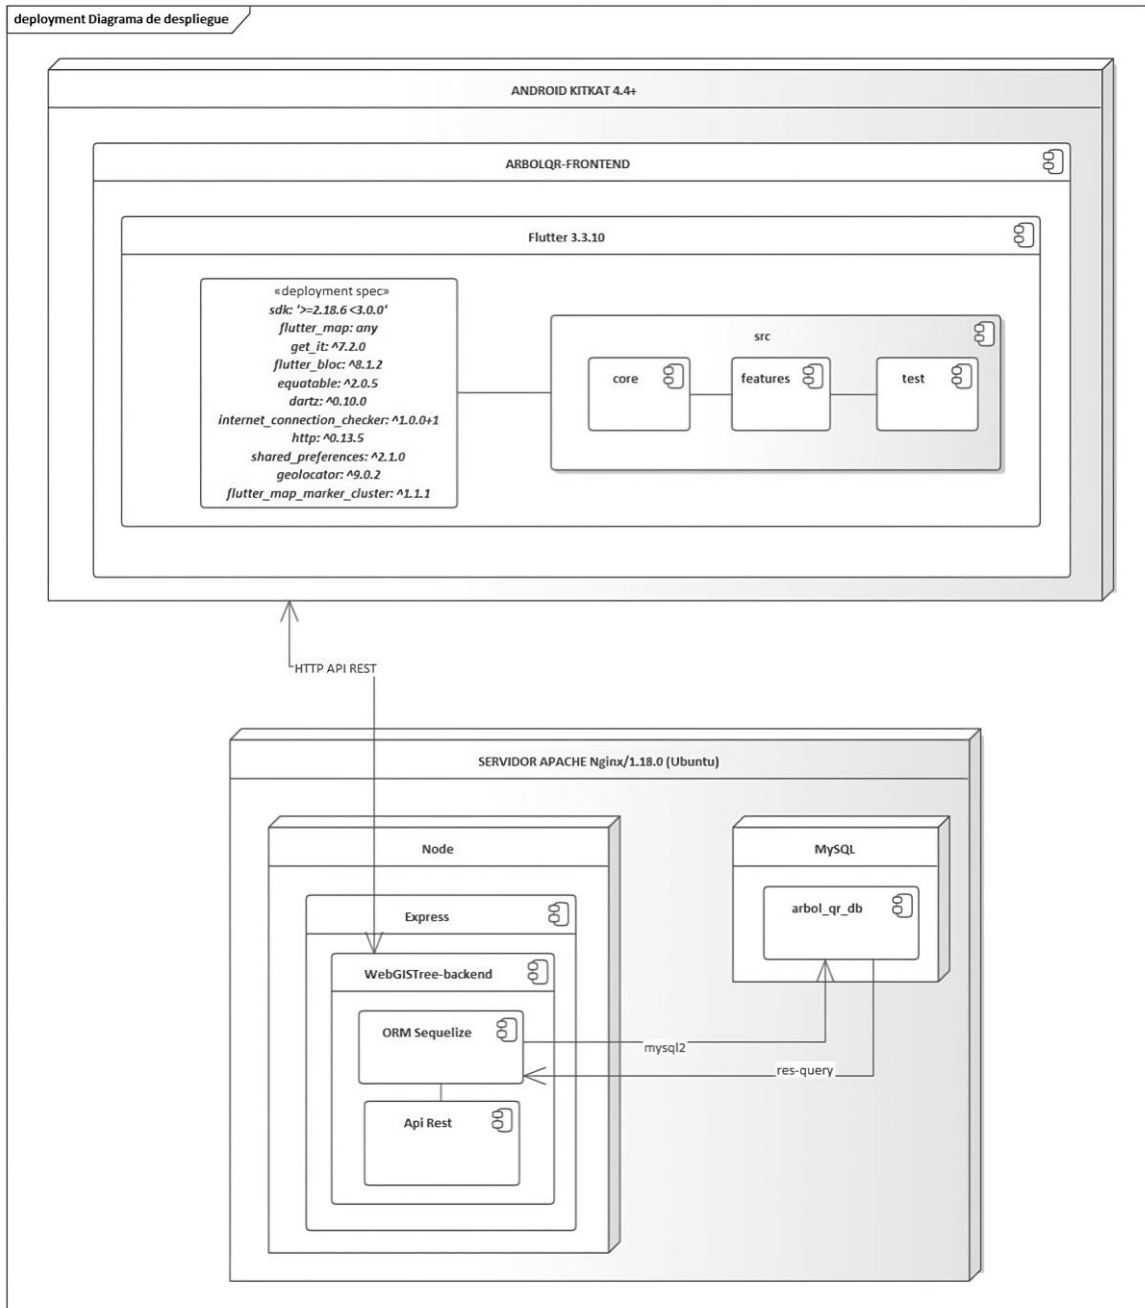 deployment Diagrama de despliegue
ANDROID KITKAT 4.4+
ARBOLQR-FRONTEND
Flutter 3.3.10
«deployment spec»
sdk: '>=2.18.6 <3.0.0'
flutter_map: any
get_it: ^7.2.0
flutter_bloc: ^8.1.2
equatable: ^2.0.5
dartz: ^0.10.0
internet_connection_checker: ^1.0.0+1
http: ^0.13.5
shared_preferences: ^2.1.0
geolocator: ^9.0.2
flutter_map_marker_cluster: ^1.1.1
src
core
features
test
HTTP API REST
SERVIDOR APACHE Nginx/1.18.0 (Ubuntu)
Node
Express
WebGISTree-backend
ORM Sequelize
Api Rest
MySQL
arbol_qr_db
mysql2
res-query